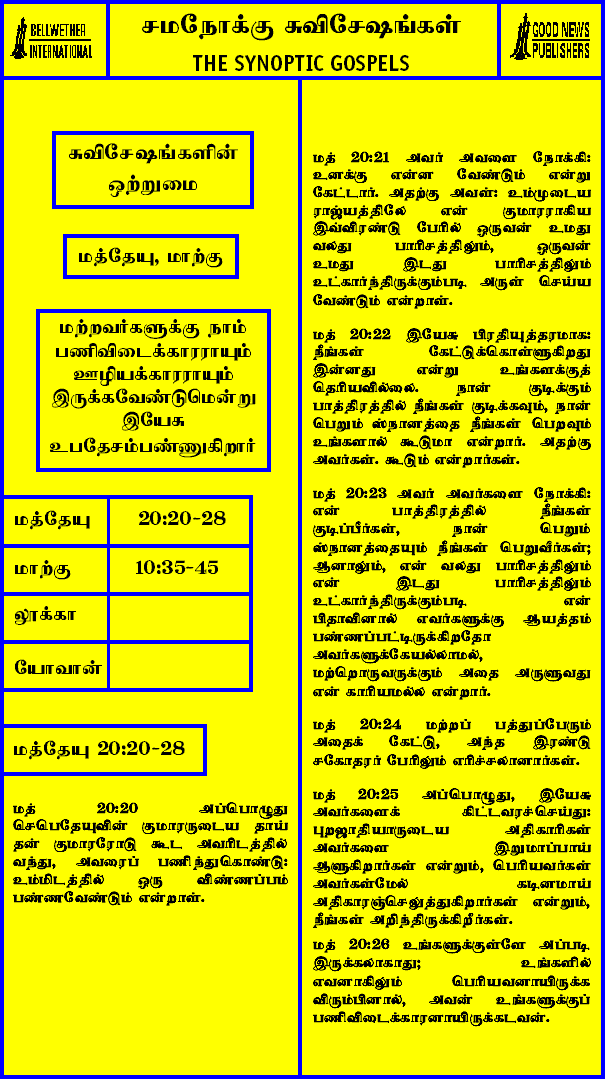 BELLWETHER
INTERNATIONAL
சமநோக்கு சுவிசேஷங்கள்
THE SYNOPTIC GOSPELS
GOOD NEWS
PUBLISHERS
சுவிசேஷங்களின்
ஒற்றுமை
மத்தேயு, மாற்கு
மற்றவர்களுக்கு நாம்
பணிவிடைக்காரராயும்
ஊழியக்காரராயும்
இருக்கவேண்டுமென்று
இயேசு
உபதேசம்பண்ணுகிறார்
மத்தேயு 20:20-28
மாற்கு 10:35-45
லூக்கா
யோவான்
மத்தேயு 20:20-28
மத் 20:20 அப்பொழுது
செபெதேயுவின் குமாரருடைய தாய்
தன் குமாரரோடு கூட அவரிடத்தில்
வந்து, அவரைப் பணிந்துகொண்டு:
உம்மிடத்தில் ஒரு விண்ணப்பம்
பண்ணவேண்டும் என்றாள்.
மத் 20:21 அவர் அவளை நோக்கி:
உனக்கு என்ன வேண்டும் என்று
கேட்டார். அதற்கு அவள்: உம்முடைய
ராஜ்யத்திலே என் குமாரராகிய
இவ்விரண்டு பேரில் ஒருவன் உமது
வலது பாரிசத்திலும், ஒருவன்
உமது இடது பாரிசத்திலும்
உட்கார்ந்திருக்கும்படி அருள் செய்ய
வேண்டும் என்றாள்.
மத் 20:22 இயேசு பிரதியுத்தரமாக:
நீங்கள் கேட்டுக்கொள்ளுகிறது
இன்னது என்று உங்களக்குத்
தெரியவில்லை. நான் குடிக்கும்
பாத்திரத்தில் நீங்கள் குடிக்கவும், நான்
பெறும் ஸ்நானத்தை நீங்கள் பெறவும்
உங்களால் கூடுமா என்றார். அதற்கு
அவர்கள். கூடும் என்றார்கள்.
மத் 20:23 அவர் அவர்களை நோக்கி:
என் பாத்திரத்தில் நீங்கள்
குடிப்பீர்கள், நான் பெறும்
ஸ்நானத்தையும் நீங்கள் பெறுவீர்கள்;
ஆனாலும், என் வலது பாரிசத்திலும்
என் இடது பாரிசத்திலும்
உட்கார்ந்திருக்கும்படி என்
பிதாவினால் எவர்களுக்கு ஆயத்தம்
பண்ணப்பட்டிருக்கிறதோ
அவர்களுக்கேயல்லாமல்,
மற்றொருவருக்கும் அதை அருளுவது
என் காரியமல்ல என்றார்.
மத் 20:24 மற்றப் பத்துப்பேரும்
அதைக் கேட்டு, அந்த இரண்டு
சகோதரர் பேரிலும் எரிச்சலானார்கள்.
மத் 20:25 அப்பொழுது, இயேசு
அவர்களைக் கிட்டவரச்செய்து:
புறஜாதியாருடைய அதிகாரிகள்
அவர்களை இறுமாப்பாய்
ஆளுகிறார்கள் என்றும், பெரியவர்கள்
அவர்கள்மேல் கடினமாய்
அதிகாரஞ்செலுத்துகிறார்கள் என்றும்,
நீங்கள் அறிந்திருக்கிறீர்கள்.
மத் 20:26 உங்களுக்குள்ளே அப்படி
இருக்கலாகாது; உங்களில்
எவனாகிலும் பெரியவனாயிருக்க
விரும்பினால், அவன் உங்களுக்குப்
பணிவிடைக்காரனாயிருக்கடவன்.